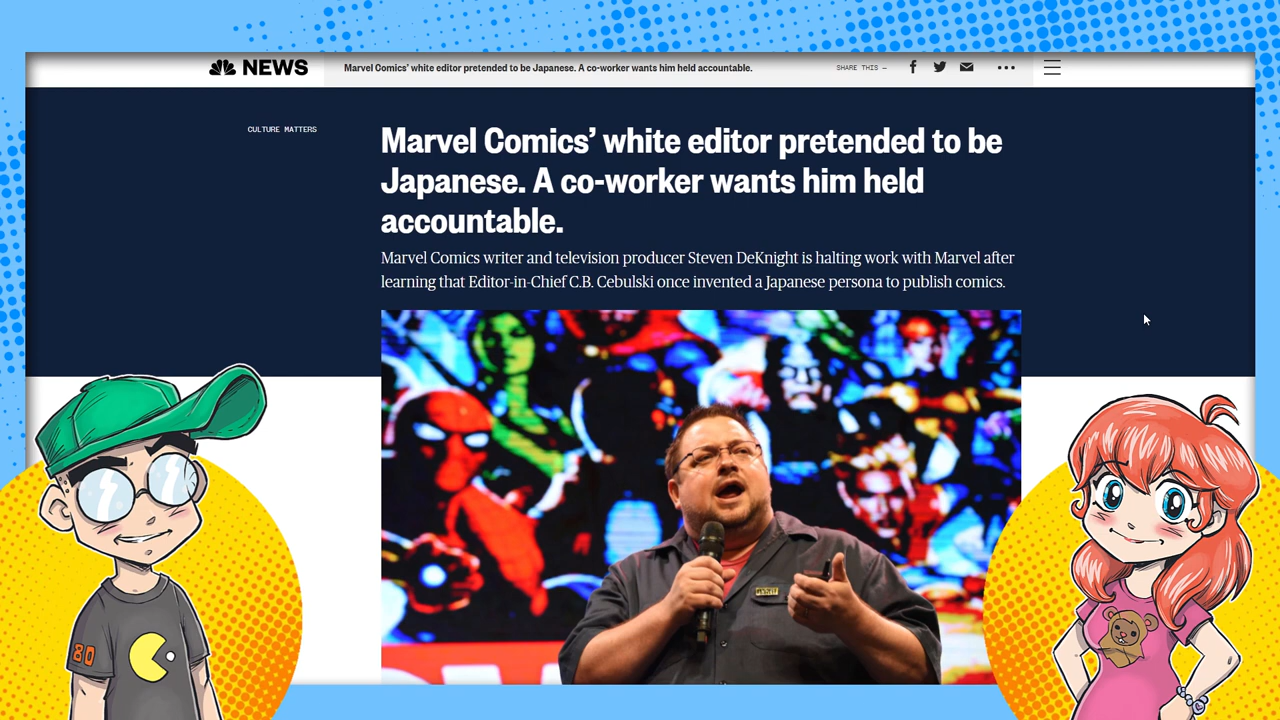 NEWS
Marvel Comics’ white editor pretended to be Japanese. A co-worker wants him held accountable.
SHARE THIS —
CULTURE MATTERS
Marvel Comics’ white editor pretended to be
Japanese. A co-worker wants him held
accountable.
Marvel Comics writer and television producer Steven DeKnight is halting work with Marvel after
learning that Editor-in-Chief C.B. Cebulski once invented a Japanese persona to publish comics.
80